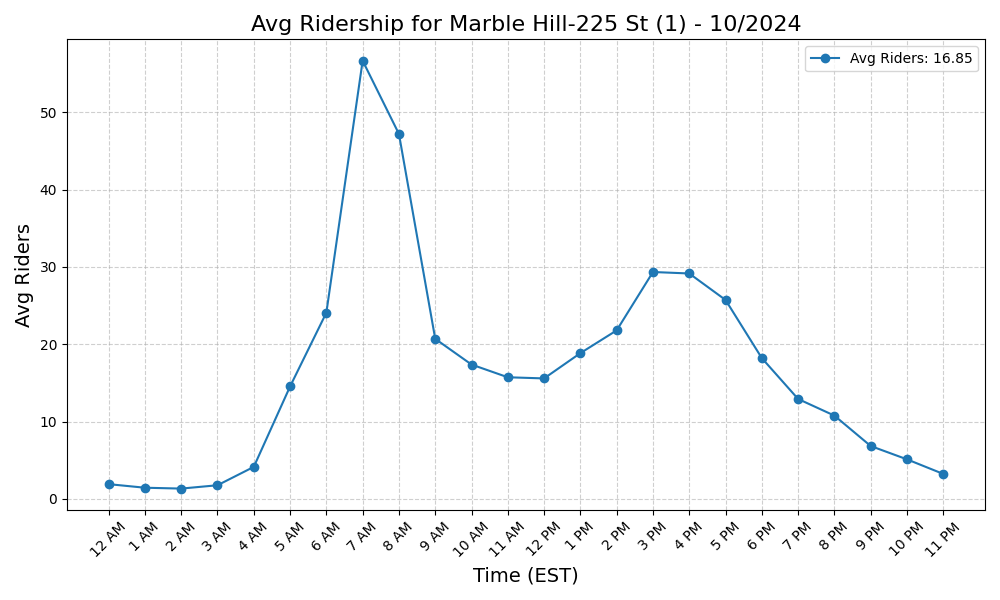 Avg Ridership for Marble Hill-225 St (1) - 10/2024
Avg Riders: 16.85
Avg Riders
50
40
30
20
10
0
12 AM
1 AM
2 AM
3 AM
4 AM
5 AM
6 AM
7 AM
8 AM
9 AM
10 AM
11 AM
12 PM
1 PM
2 PM
3 PM
4 PM
5 PM
6 PM
7 PM
8 PM
9 PM
10 PM
11 PM
Time (EST)